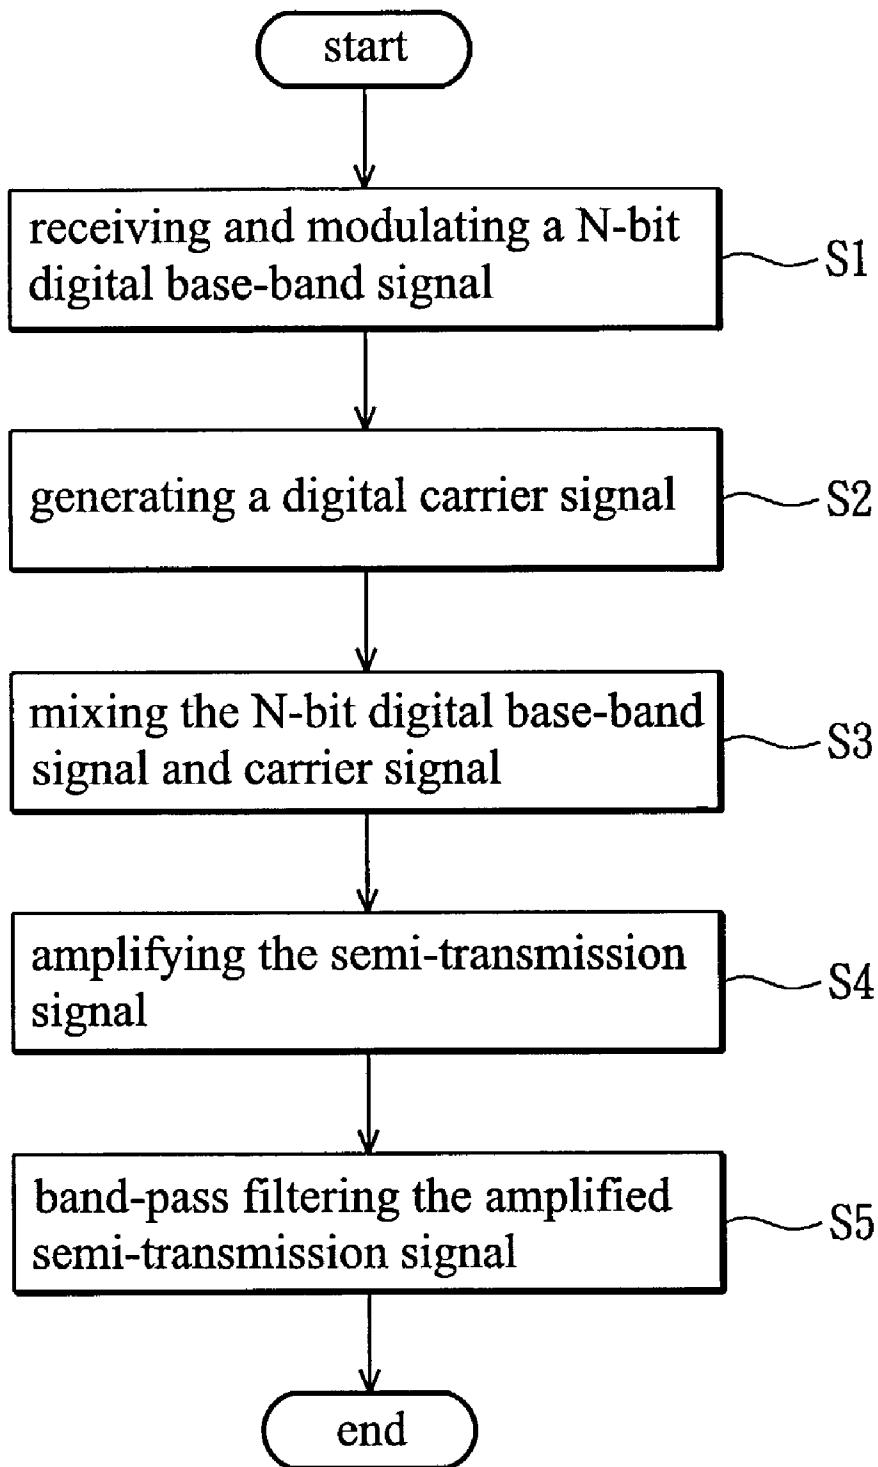 start
receiving and modulating a N-bit
digital base-band signal
S1
generating a digital carrier signal
S2
mixing the N-bit digital base-band
signal and carrier signal
S3
amplifying the semi-transmission
signal
S4
band-pass filtering the amplified
semi-transmission signal
S5
end